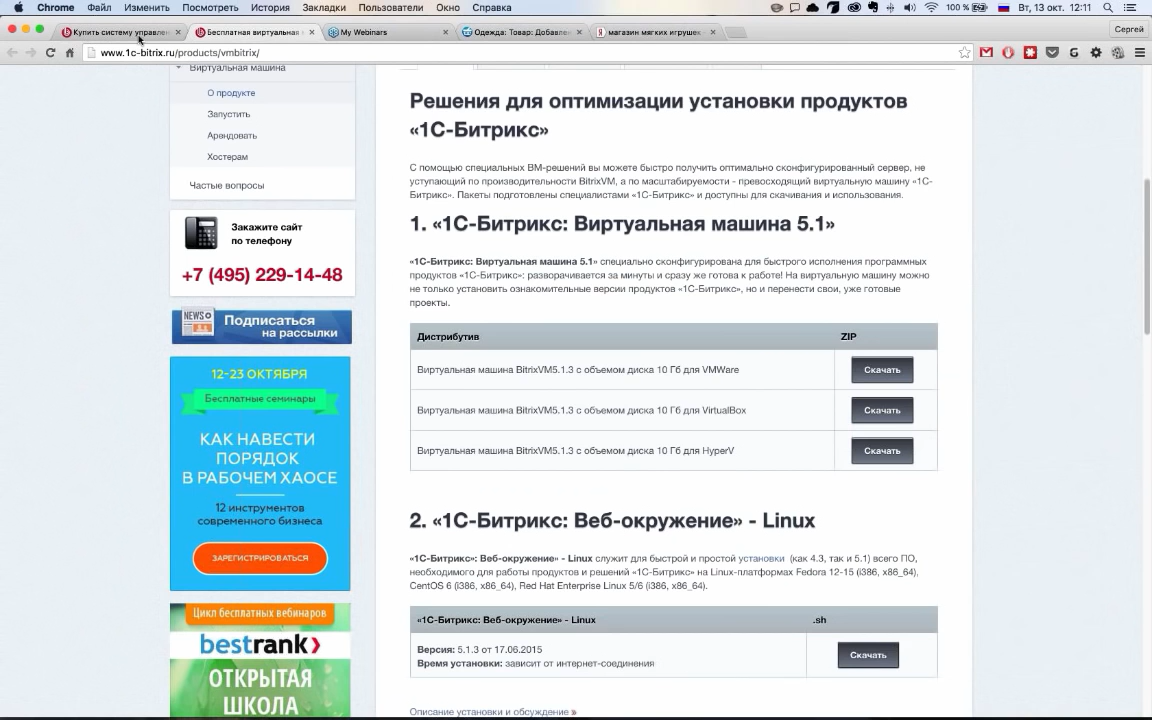 Chrome Файл Изменить Посмотреть История Закладки Пользователи Окно Справка 100 % Вт, 13 окт. 12:11
Купить систему управлен Бесплатная виртуальная My Webinars Одежда: Товар: Добавлен магазин мягких игрушек Сергей
www.1c-bitrix.ru/products/vmbitrix/
Виртуальная машина
О продукте
Запустить
Арендовать
Хостерам
Частые вопросы
Закажите сайт
по телефону
+7 (495) 229-14-48
NEWS
Подписаться
на рассылки
12-23 ОКТЯБРЯ
Бесплатные семинары
КАК НАВЕСТИ
ПОРЯДОК
В РАБОЧЕМ ХАОСЕ
12 инструментов
современного бизнеса
ЗАРЕГИСТРИРОВАТЬСЯ
Цикл бесплатных вебинаров
bestrank
ОТКРЫТАЯ
ШКОЛА
Решения для оптимизации установки продуктов
«1С-Битрикс»
С помощью специальных ВМ-решений вы можете быстро получить оптимально сконфигурированный сервер, не
уступающий по производительности BitrixVM, а по масштабируемости - превосходящий виртуальную машину «1С-
Битрикс». Пакеты подготовлены специалистами «1С-Битрикс» и доступны для скачивания и использования.
1. «1С-Битрикс: Виртуальная машина 5.1»
«1С-Битрикс: Виртуальная машина 5.1» специально сконфигурирована для быстрого исполнения программных
продуктов «1С-Битрикс»: разворачивается за минуты и сразу же готова к работе! На виртуальную машину можно
не только установить ознакомительные версии продуктов «1С-Битрикс», но и перенести свои, уже готовые
проекты.
Дистрибутив ZIP
Виртуальная машина BitrixVM5.1.3 с объемом диска 10 Гб для VMWare Скачать
Виртуальная машина BitrixVM5.1.3 с объемом диска 10 Гб для VirtualBox Скачать
Виртуальная машина BitrixVM5.1.3 с объемом диска 10 Гб для HyperV Скачать
2. «1С-Битрикс: Веб-окружение» - Linux
«1С-Битрикс»: Веб-окружение» - Linux служит для быстрой и простой установки (как 4.3, так и 5.1) всего ПО,
необходимого для работы продуктов и решений «1С-Битрикс» на Linux-платформах Fedora 12-15 (i386, x86_64),
CentOS 6 (i386, x86_64), Red Hat Enterprise Linux 5/6 (i386, x86_64).
«1С-Битрикс: Веб-окружение» - Linux .sh
Версия: 5.1.3 от 17.06.2015
Время установки: зависит от интернет-соединения
Скачать
Описание установки и обсуждение »